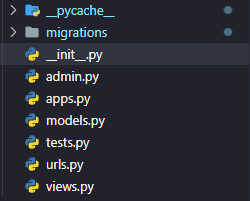 __pycache__
migrations
__init__.py
admin.py
apps.py
models.py
tests.py
urls.py
views.py